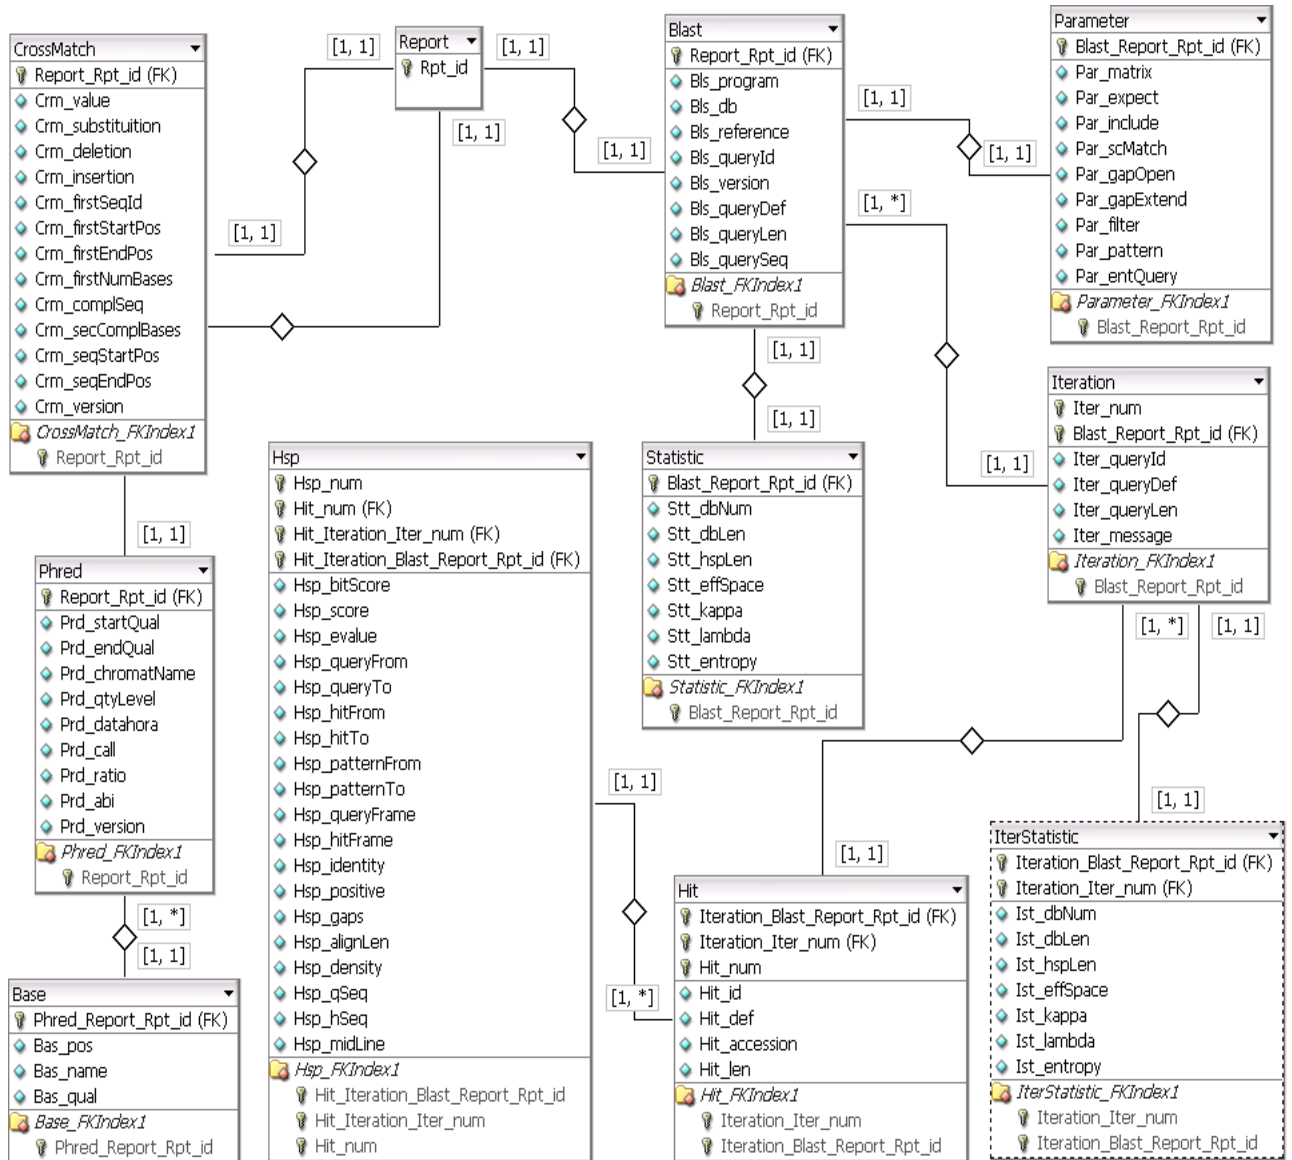 CrossMatch
Report_Rpt_id (FK)
Crm_value
Crm_substituition
Crm_deletion
Crm_insertion
Crm_firstSeqId
Crm_firstStartPos
Crm_firstEndPos
Crm_firstNumBases
Crm_complSeq
Crm_secComplBases
Crm_seqStartPos
Crm_seqEndPos
Crm_version
CrossMatch_FKIndex1
Report_Rpt_id
[1, 1]
Report
Rpt_id
[1, 1]
[1, 1]
[1, 1]
[1, 1]
Blast
Report_Rpt_id (FK)
Bls_program
Bls_db
Bls_reference
Bls_queryId
Bls_version
Bls_queryDef
Bls_queryLen
Bls_querySeq
Blast_FKIndex1
Report_Rpt_id
[1, 1]
[1, 1]
[1, *]
Parameter
Blast_Report_Rpt_id (FK)
Par_matrix
Par_expect
Par_include
Par_scMatch
Par_gapOpen
Par_gapExtend
Par_filter
Par_pattern
Par_entQuery
Parameter_FKIndex1
Blast_Report_Rpt_id
[1, 1]
[1, 1]
[1, 1]
Iteration
Iter_num
Blast_Report_Rpt_id (FK)
Iter_queryId
Iter_queryDef
Iter_queryLen
Iter_message
Iteration_FKIndex1
Blast_Report_Rpt_id
[1, *]
[1, 1]
[1, 1]
Phred
Report_Rpt_id (FK)
Prd_startQual
Prd_endQual
Prd_chromatName
Prd_qtyLevel
Prd_datahora
Prd_call
Prd_ratio
Prd_abi
Prd_version
Phred_FKIndex1
Report_Rpt_id
[1, *]
[1, 1]
Base
Phred_Report_Rpt_id (FK)
Bas_pos
Bas_name
Bas_qual
Base_FKIndex1
Phred_Report_Rpt_id
Hsp
Hsp_num
Hit_num (FK)
Hit_Iteration_Iter_num (FK)
Hit_Iteration_Blast_Report_Rpt_id (FK)
Hsp_bitScore
Hsp_score
Hsp_evalue
Hsp_queryFrom
Hsp_queryTo
Hsp_hitFrom
Hsp_hitTo
Hsp_patternFrom
Hsp_patternTo
Hsp_queryFrame
Hsp_hitFrame
Hsp_identity
Hsp_positive
Hsp_gaps
Hsp_alignLen
Hsp_density
Hsp_qSeq
Hsp_hSeq
Hsp_midLine
Hsp_FKIndex1
Hit_Iteration_Blast_Report_Rpt_id
Hit_Iteration_Iter_num
Hit_num
Statistic
Blast_Report_Rpt_id (FK)
Stt_dbNum
Stt_dbLen
Stt_hspLen
Stt_effSpace
Stt_kappa
Stt_lambda
Stt_entropy
Statistic_FKIndex1
Blast_Report_Rpt_id
[1, 1]
[1, *]
[1, 1]
Hit
Iteration_Blast_Report_Rpt_id (FK)
Iteration_Iter_num (FK)
Hit_num
Hit_id
Hit_def
Hit_accession
Hit_len
Hit_FKIndex1
Iteration_Iter_num
Iteration_Blast_Report_Rpt_id
[1, 1]
IterStatistic
Iteration_Blast_Report_Rpt_id (FK)
Iteration_Iter_num (FK)
Ist_dbNum
Ist_dbLen
Ist_hspLen
Ist_effSpace
Ist_kappa
Ist_lambda
Ist_entropy
IterStatistic_FKIndex1
Iteration_Iter_num
Iteration_Blast_Report_Rpt_id